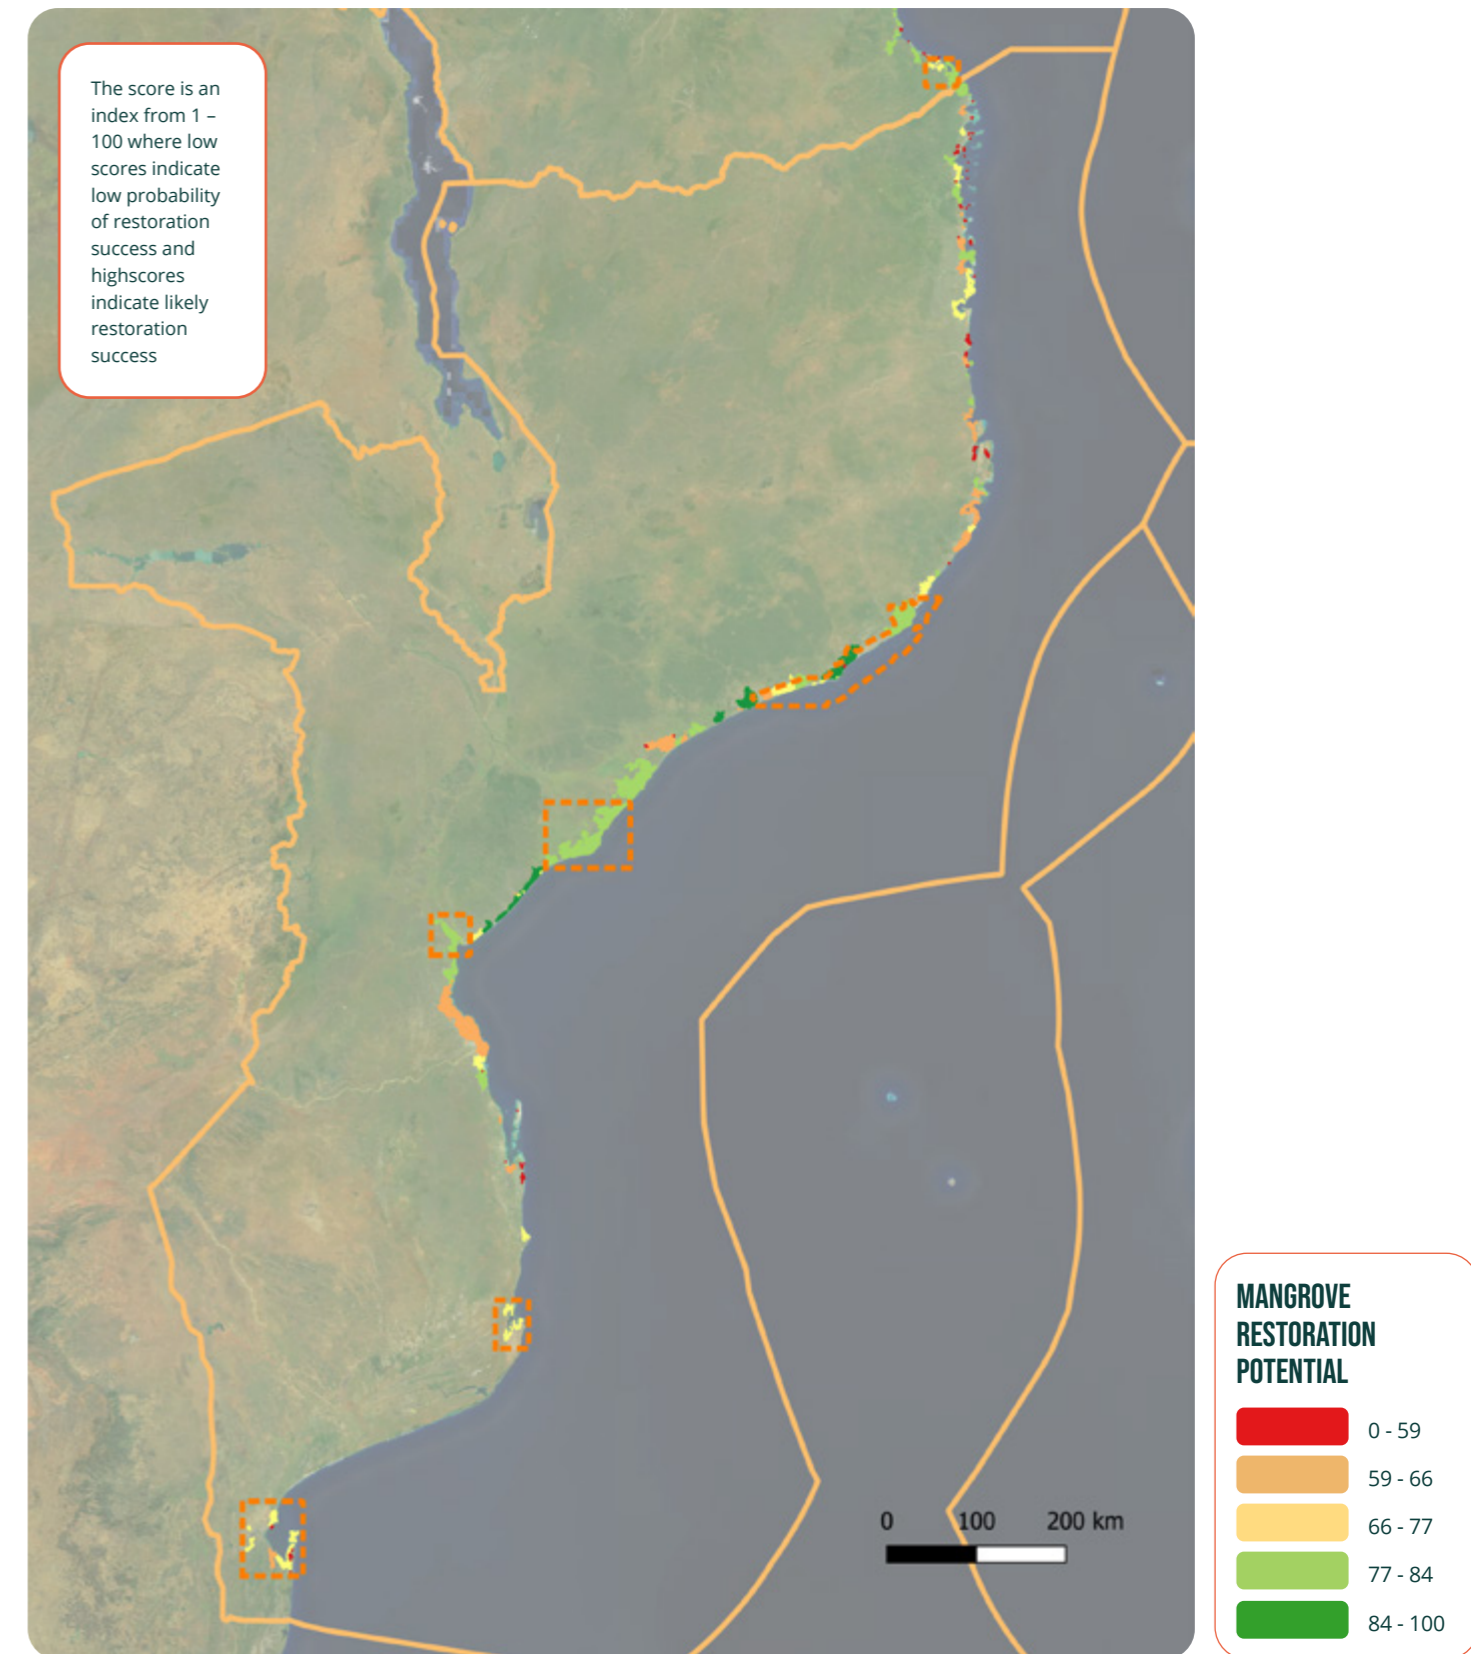 The score is an
index from 1 –
100 where low
scores indicate
low probability
of restoration
success and
highscores
indicate likely
restoration
success
0 100 200 km
MANGROVE
RESTORATION
POTENTIAL
0 - 59
59 - 66
66 - 77
77 - 84
84 - 100